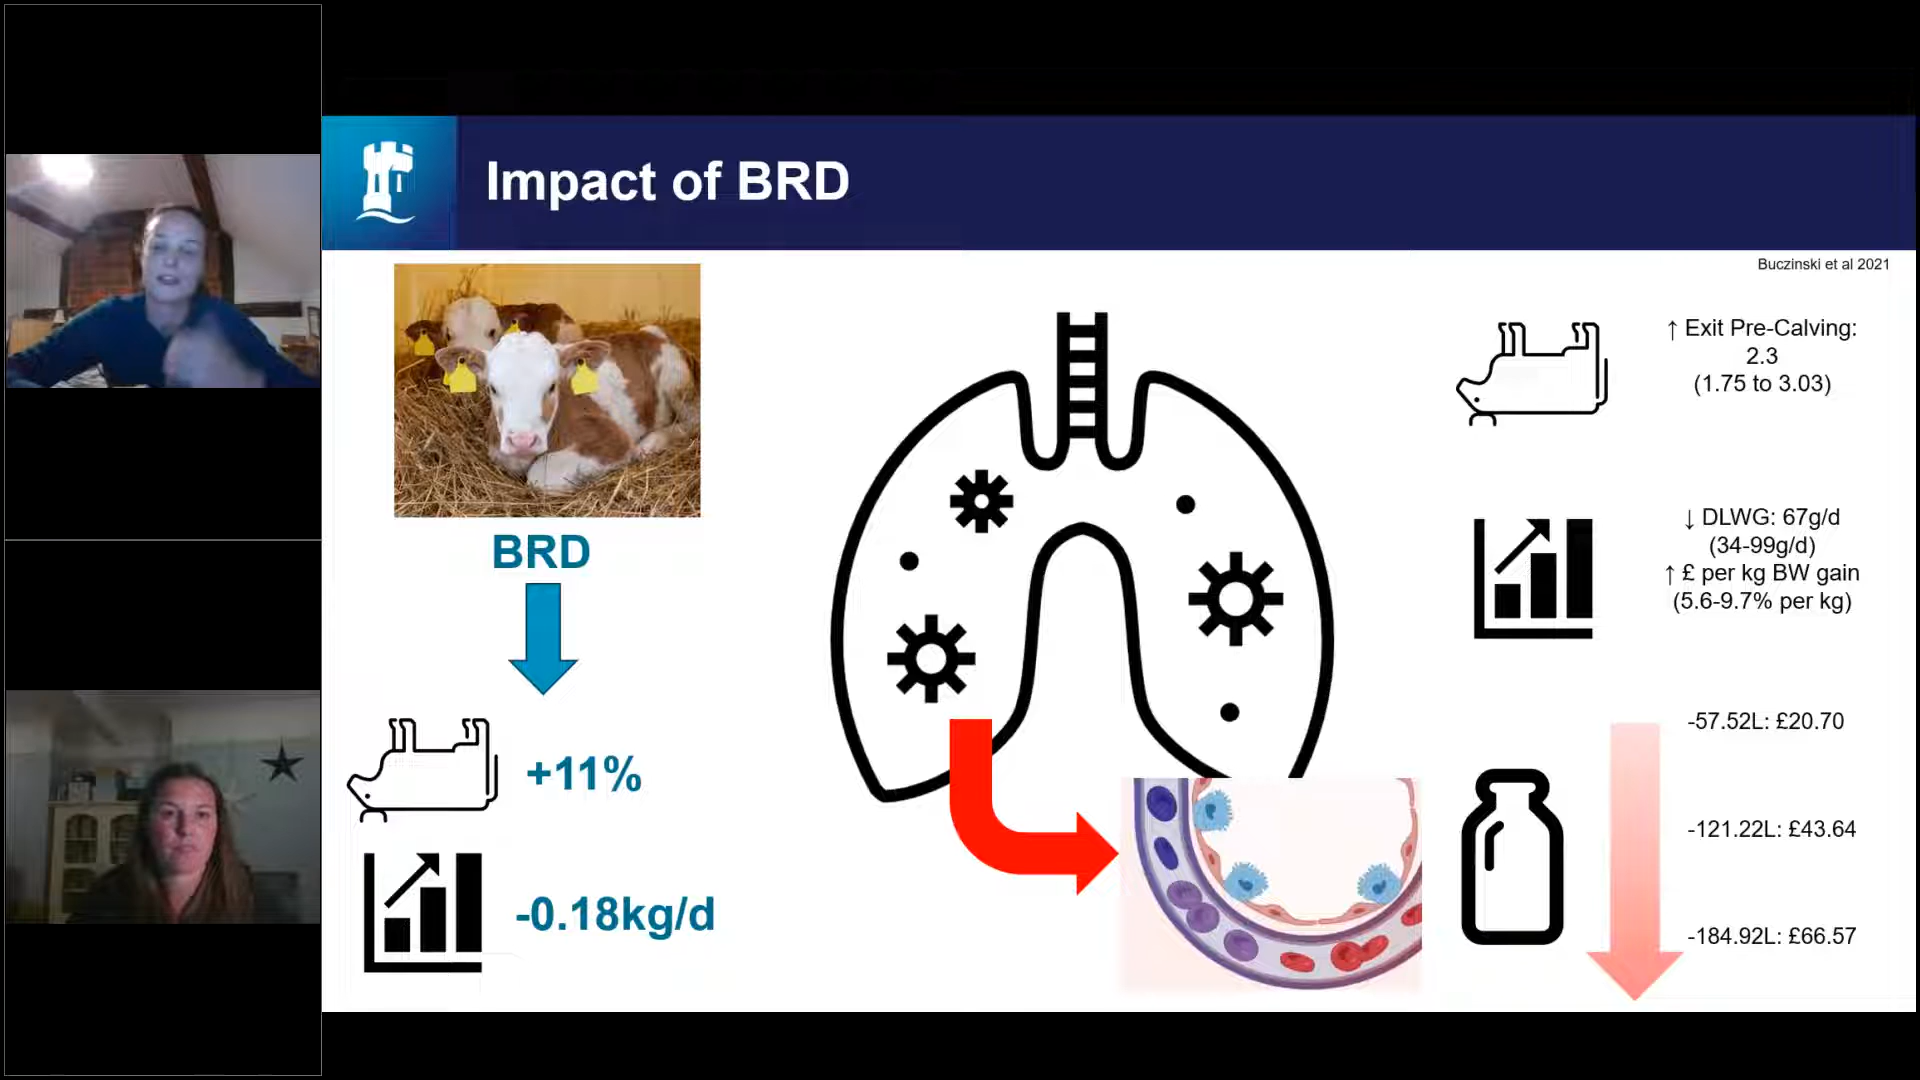 Impact of BRD
Buczinski et al 2021
BRD
+11%
-0.18kg/d
↑ Exit Pre-Calving:
2.3
(1.75 to 3.03)
↓ DLWG: 67g/d
(34-99g/d)
↑ £ per kg BW gain
(5.6-9.7% per kg)
-57.52L: £20.70
-121.22L: £43.64
-184.92L: £66.57